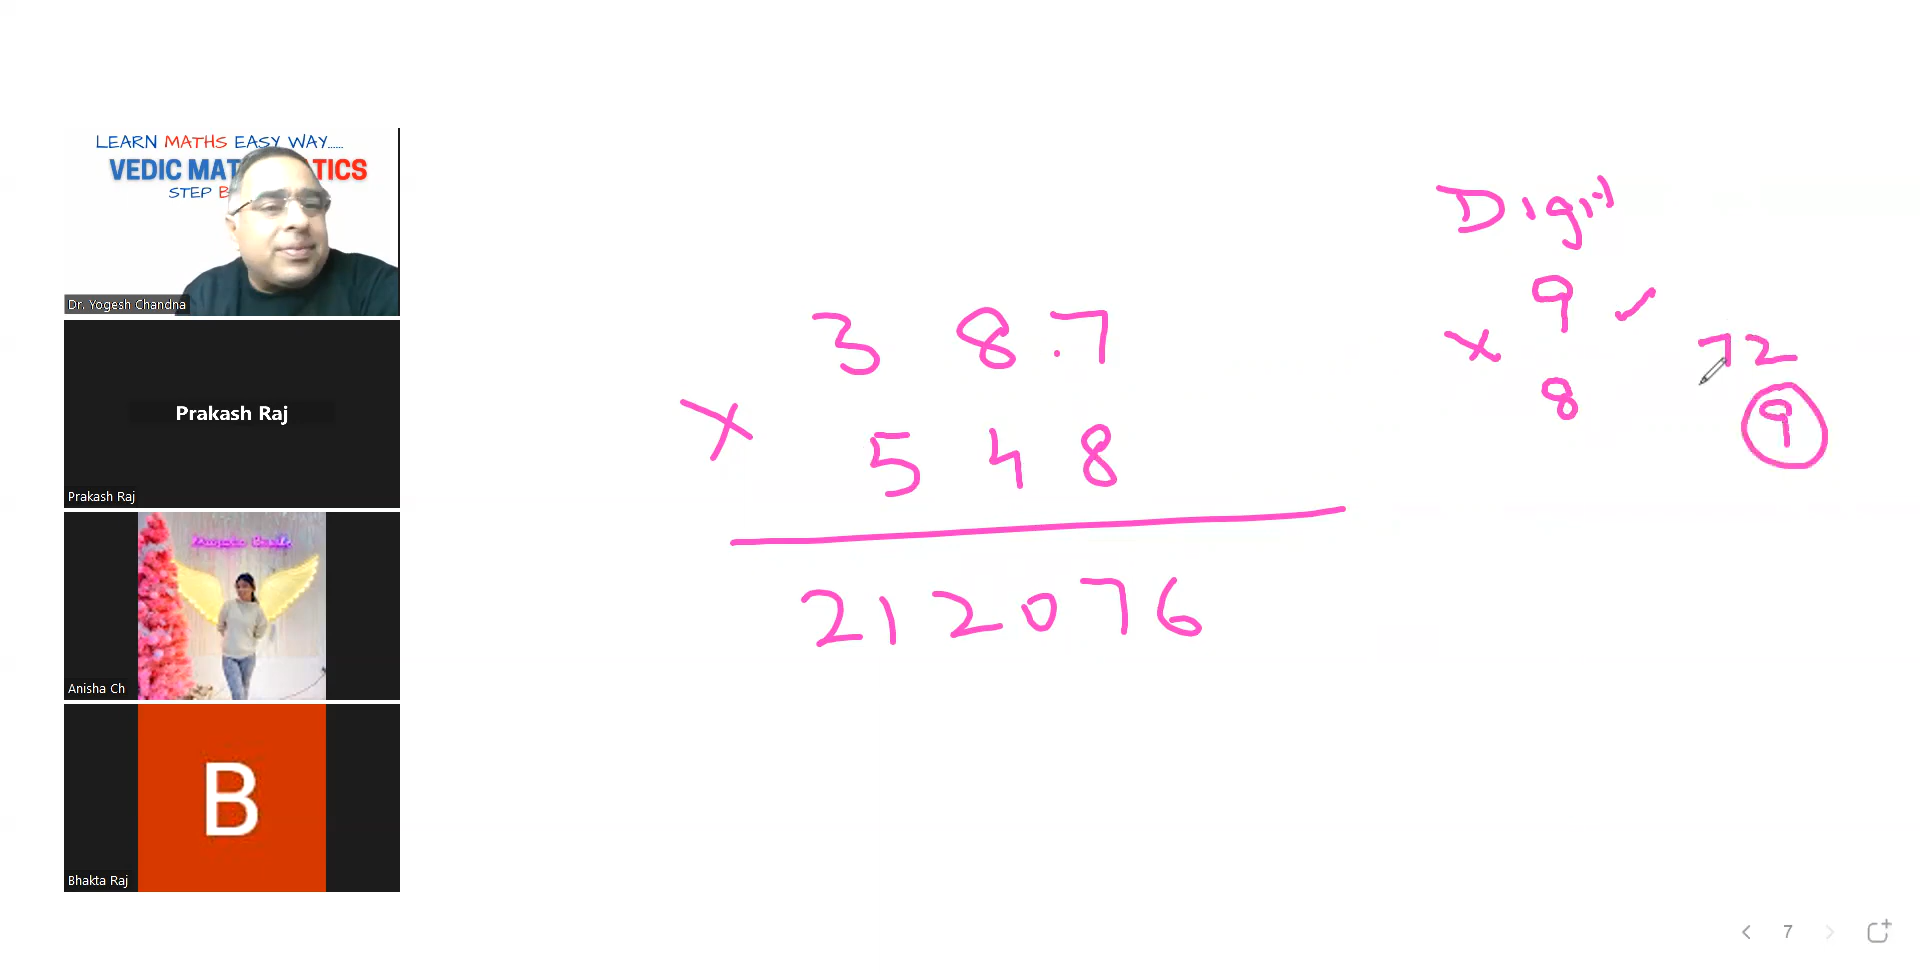 LEARN MATHS EASY WAY......
VEDIC MAT TICS
STEP B
Dr. Yogesh Chandna
Prakash Raj
Prakash Raj
Anisha Ch
B
Bhakta Raj
3 8.7
× 5 4 8
212076
Digit
9 ✓
× 8
72
9
7